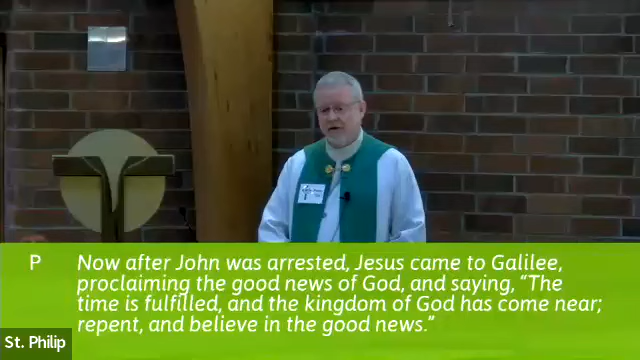 P Now after John was arrested, Jesus came to Galilee,
proclaiming the good news of God, and saying, “The
time is fulfilled, and the kingdom of God has come near;
repent, and believe in the good news.”
St. Philip